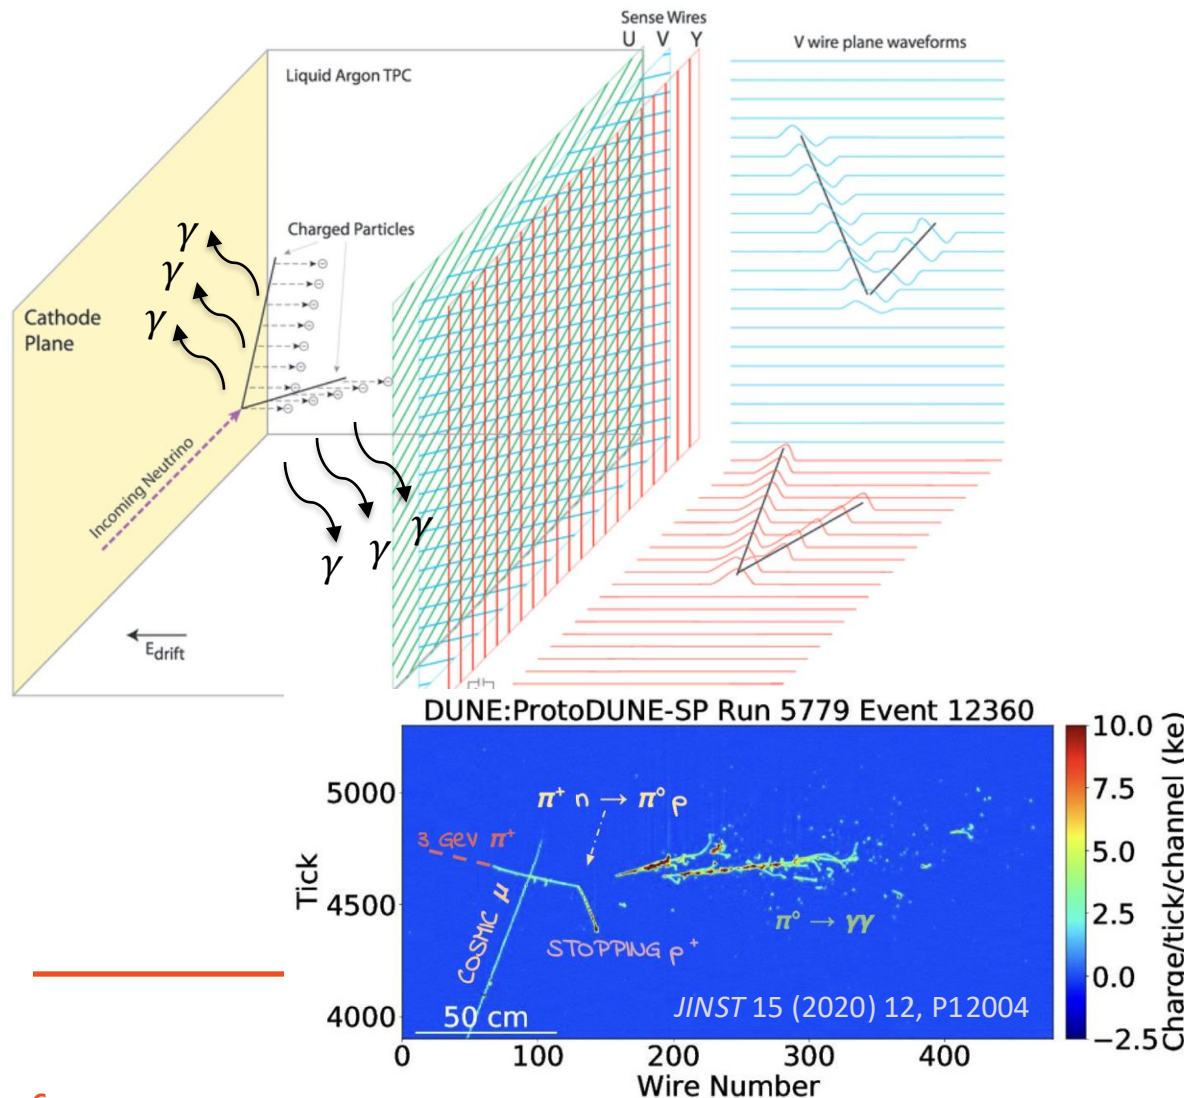 Sense Wires
U V Y
V wire plane waveforms
Liquid Argon TPC
Charged Particles
γ
γ
γ
Cathode
Plane
Incoming Neutrino
γ
γ
γ
E drift
DUNE:ProtoDUNE-SP Run 5779 Event 12360
10.0
7.5
5.0
2.5
0.0
−2.5
Charge/tick/channel (ke)
5000
4500
4000
Tick
π⁺ n → π⁰ p
3 GeV π⁺
COSMIC μ
STOPPING p⁺
π⁰ → γγ
50 cm
JINST 15 (2020) 12, P12004
0 100 200 300 400
Wire Number